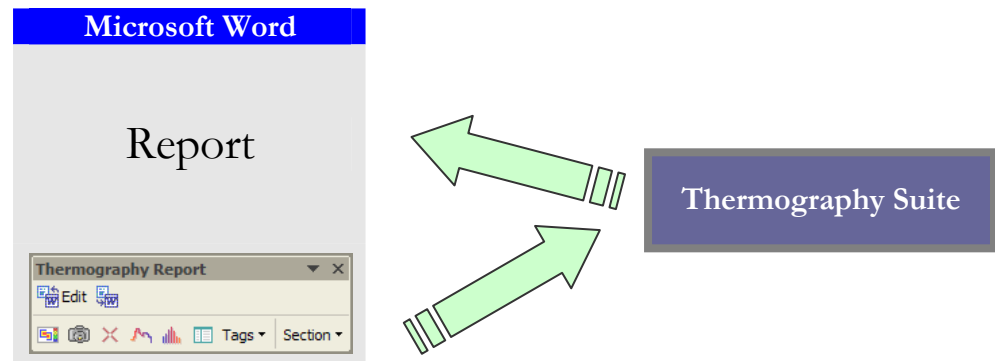 Microsoft Word
Report
Thermography Suite
Thermography Report
Edit
Tags
Section